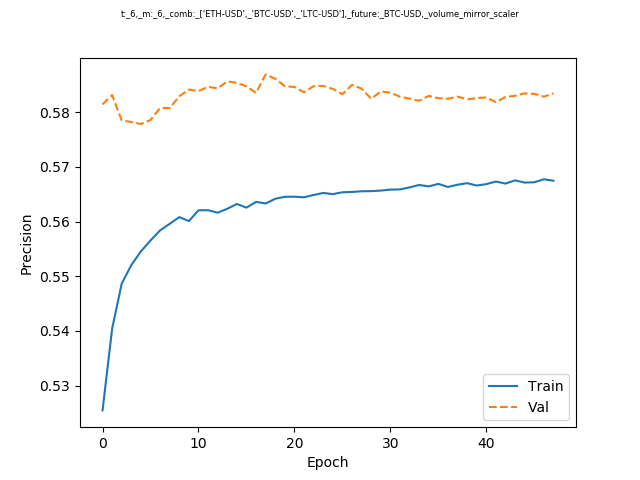 t:_6,_m:_6,_comb:_['ETH-USD',_'BTC-USD',_'LTC-USD'],_future:_BTC-USD,_volume_mirror_scaler
0.58
0.57
0.56
0.55
0.54
0.53
Precision
Train
Val
0 10 20 30 40
Epoch